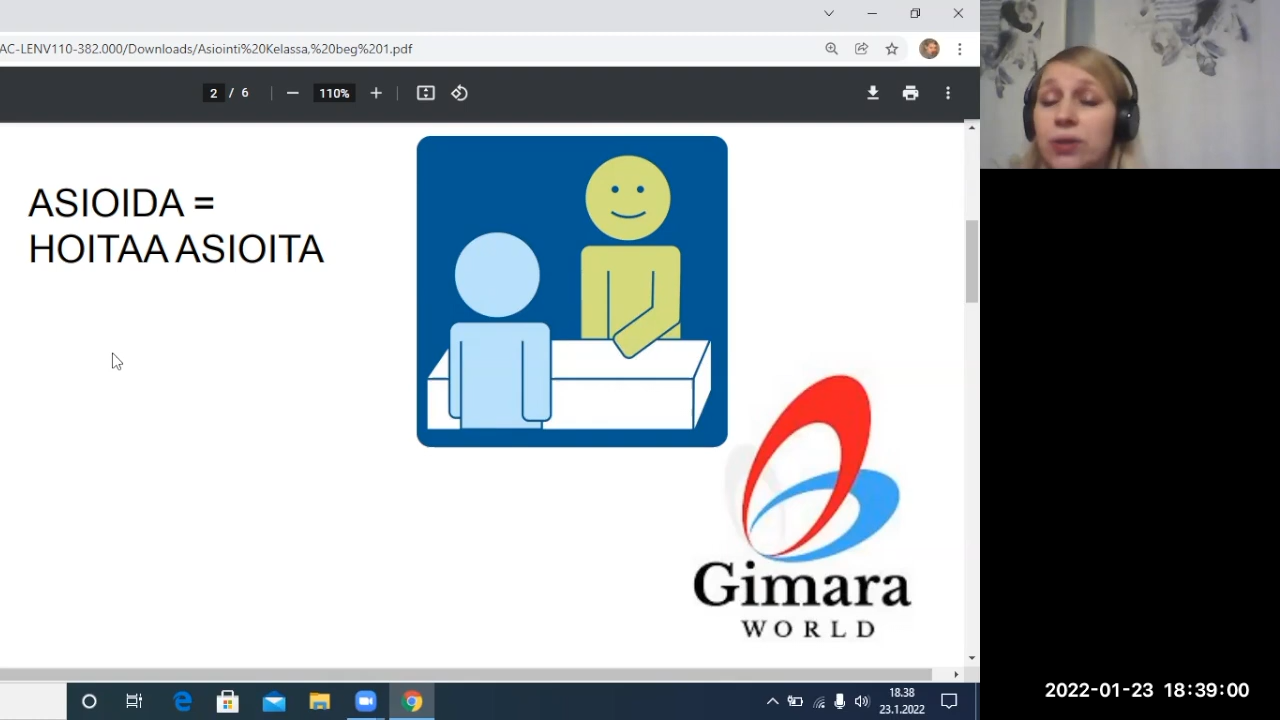 AC-LENV110-382.000/Downloads/Asiointi%20Kelassa,%20beg%201.pdf
2 / 6
110%
ASIOIDA =
HOITAA ASIOITA
Gimara
WORLD
18.38
23.1.2022
2022-01-23 18:39:00